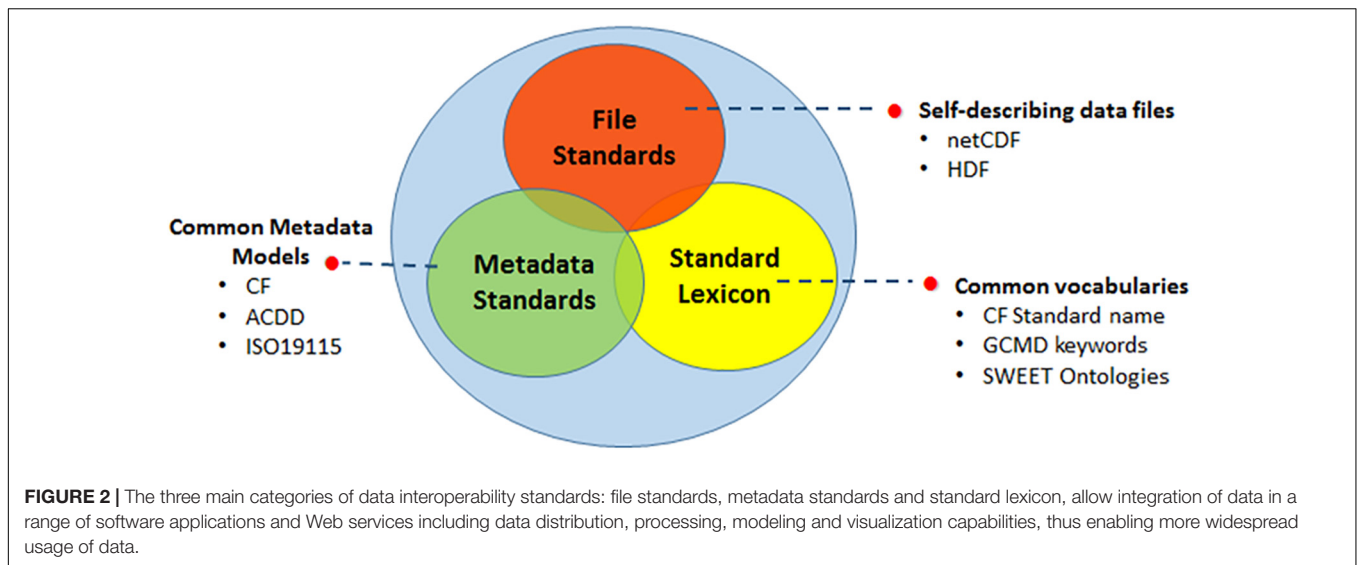 File
Standards
Self-describing data files
• netCDF
• HDF
Common Metadata
Models
• CF
• ACDD
• ISO19115
Metadata
Standards
Standard
Lexicon
Common vocabularies
• CF Standard name
• GCMD keywords
• SWEET Ontologies
FIGURE 2 | The three main categories of data interoperability standards: file standards, metadata standards and standard lexicon, allow integration of data in a
range of software applications and Web services including data distribution, processing, modeling and visualization capabilities, thus enabling more widespread
usage of data.